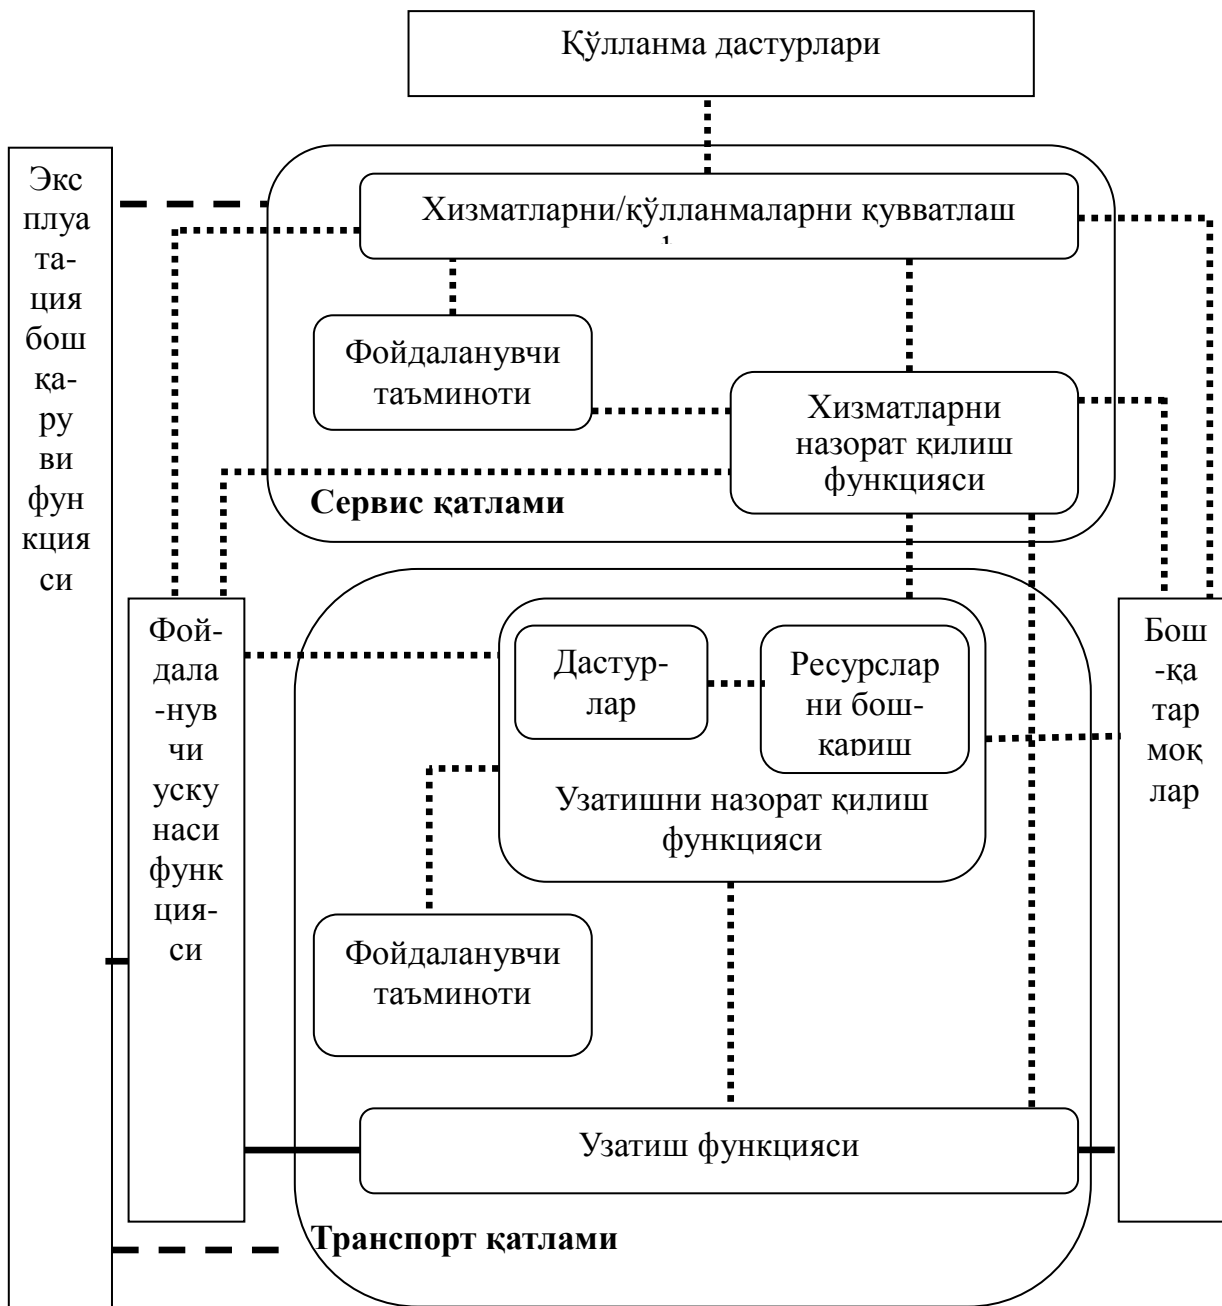 Қўлланма дастурлари
Экс
плуа
та-
ция
бош
қа-
ру
ви
фун
кция
си
Хизматларни/қўлланмаларни қувватлаш
Фойдаланувчи
таъминоти
Хизматларни
назорат қилиш
функцияси
Сервис қатлами
Фой-
дала
-нув
чи
уску
наси
функ
ция-
си
Дастур-
лар
Ресурслар
ни бош-
қариш
Узатишни назорат қилиш
функцияси
Бош
-қа
тар
моқ
лар
Фойдаланувчи
таъминоти
Узатиш функцияси
Транспорт қатлами